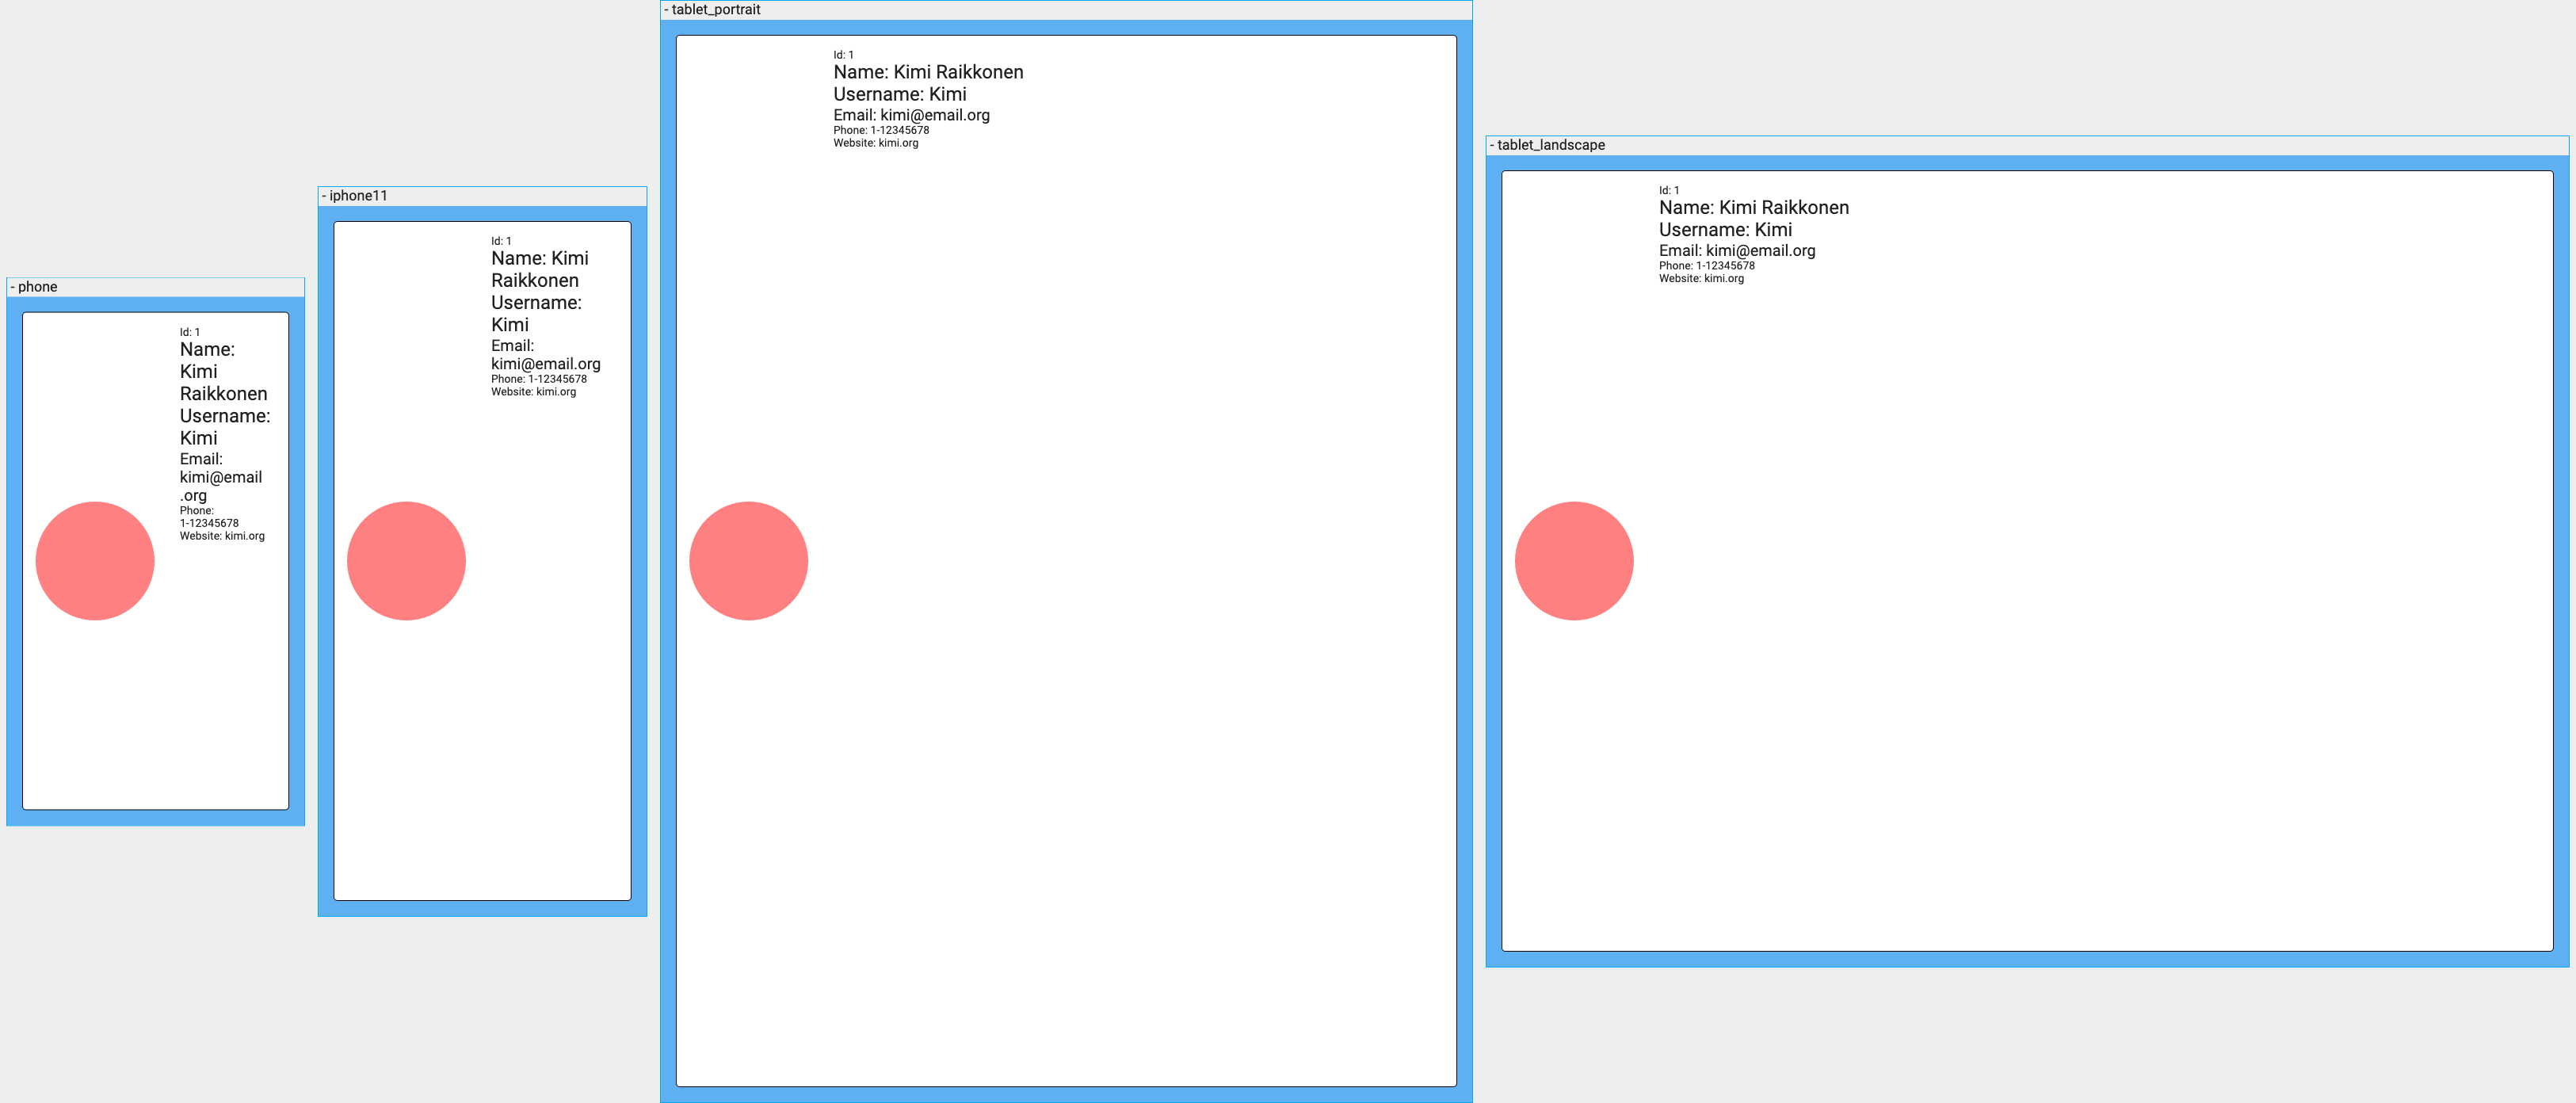 - phone
Id: 1
Name:
Kimi
Raikkonen
Username:
Kimi
Email:
kimi@email
.org
Phone:
1-12345678
Website: kimi.org
- iphone11
Id: 1
Name: Kimi
Raikkonen
Username:
Kimi
Email:
kimi@email.org
Phone: 1-12345678
Website: kimi.org
- tablet_portrait
Id: 1
Name: Kimi Raikkonen
Username: Kimi
Email: kimi@email.org
Phone: 1-12345678
Website: kimi.org
- tablet_landscape
Id: 1
Name: Kimi Raikkonen
Username: Kimi
Email: kimi@email.org
Phone: 1-12345678
Website: kimi.org